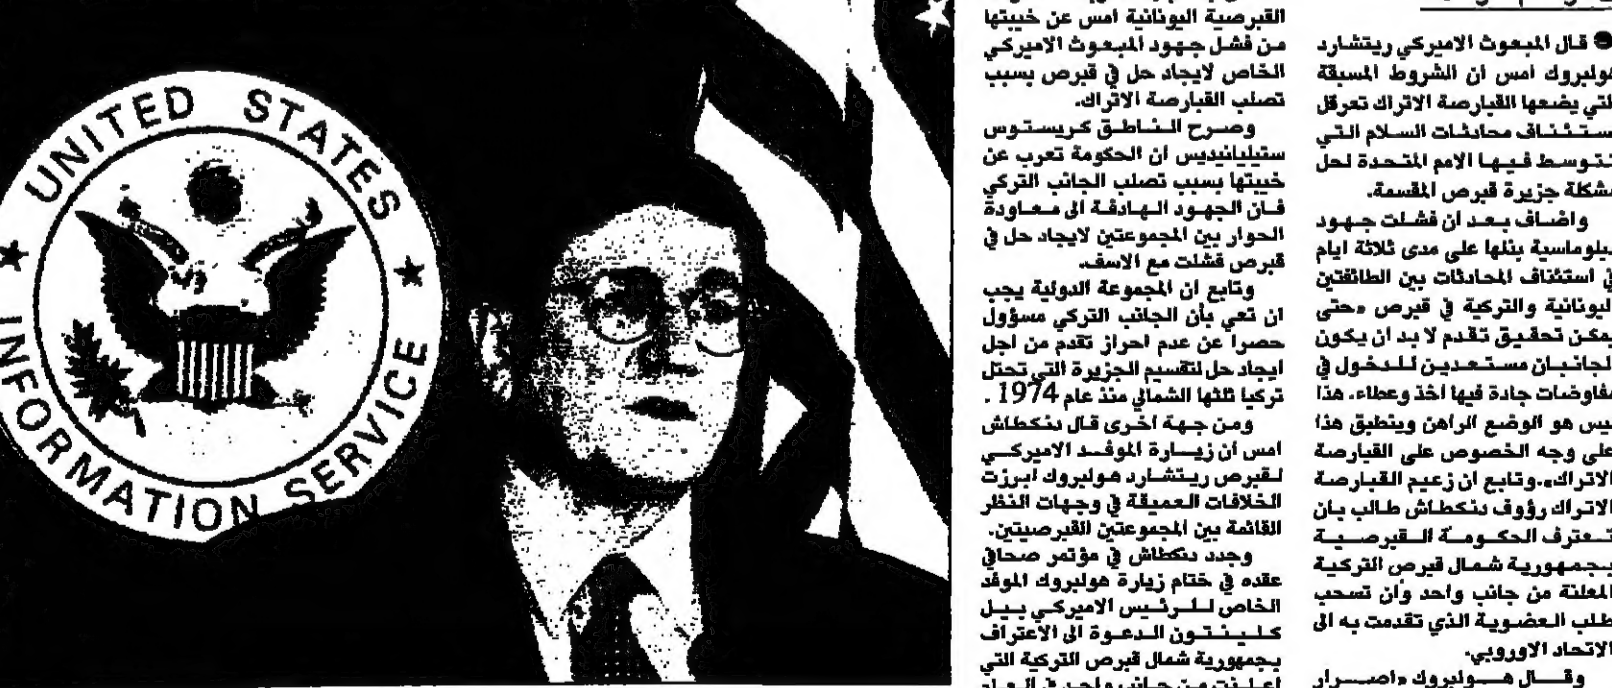 UNITED STATES
INFORMATION SERVICE
● قال المبعوث الاميركي ريتشارد
هولبروك امس ان الشروط المسبقة
التي يضعها القبارصة الاتراك تعرقل
استئناف محادثات السلام التي
تتوسط فيها الامم المتحدة لحل
مشكلة جزيرة قبرص المقسمة.
واضاف بعد ان فشلت جهود
دبلوماسية بذلها على مدى ثلاثة ايام
في استئناف المحادثات بين الطائفتين
اليونانية والتركية في قبرص «حتى
يمكن تحقيق تقدم لا بد ان يكون
الجانبان مستعدين للدخول في
مفاوضات جادة فيها اخذ وعطاء. هذا
ليس هو الوضع الراهن وينطبق هذا
على وجه الخصوص على القبارصة
الاتراك».وتابع ان زعيم القبارصة
الاتراك رؤوف دنكطاش طالب بان
تعترف الحكومة القبرصية
بجمهورية شمال قبرص التركية
المعلنة من جانب واحد وأن تسحب
طلب العضوية الذي تقدمت به الى
الاتحاد الاوروبي.
وقال هولبروك «اصرار
القبرصية اليونانية امس عن خيبتها
من فشل جهود المبعوث الاميركي
الخاص لايجاد حل في قبرص بسبب
تصلب القبارصة الاتراك.
وصرح الناطق كريستوس
ستيليانيديس أن الحكومة تعرب عن
خيبتها بسبب تصلب الجانب التركي
فان الجهود الهادفة الى معاودة
الحوار بين المجموعتين لايجاد حل في
قبرص فشلت مع الاسف.
وتابع ان المجموعة الدولية يجب
ان تعي بأن الجانب التركي مسؤول
حصرا عن عدم احراز تقدم من اجل
ايجاد حل لتقسيم الجزيرة التي تحتل
تركيا ثلثها الشمالي منذ عام 1974 .
ومن جهة اخرى قال دنكطاش
امس أن زيارة الموفد الاميركي
لقبرص ريتشارد هولبروك ابرزت
الخلافات العميقة في وجهات النظر
القائمة بين المجموعتين القبرصيتين.
وجدد دنكطاش في مؤتمر صحافي
عقده في ختام زيارة هولبروك الموفد
الخاص للرئيس الاميركي بيل
كلينتون الدعوة الى الاعتراف
بجمهورية شمال قبرص التركية التي
اعلنت من جانب واحد في العام